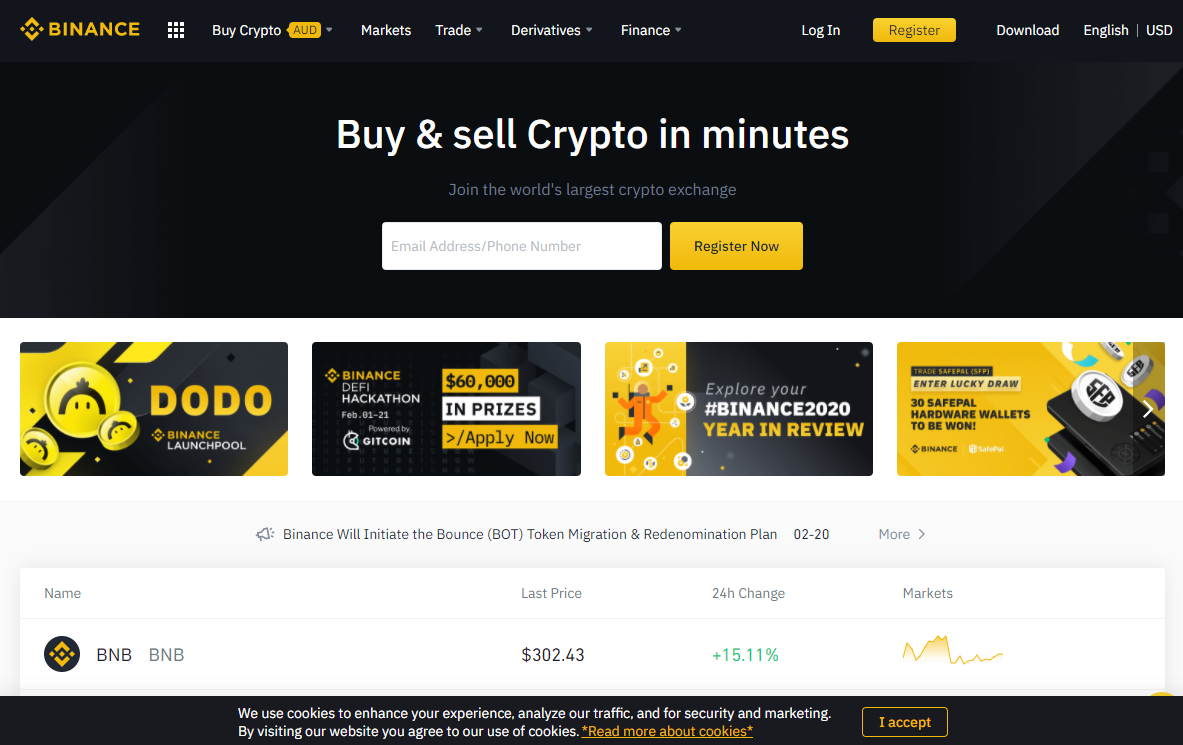 BINANCE Buy Crypto AUD Markets Trade Derivatives Finance Log In Register Download English | USD
Buy & sell Crypto in minutes
Join the world's largest crypto exchange
Email Address/Phone Number Register Now
DODO
BINANCE
LAUNCHPOOL
BINANCE
DEFI
HACKATHON
Feb.01-21
Powered by
GITCOIN
$60,000
IN PRIZES
>/Apply Now
Explore your
#BINANCE2020
YEAR IN REVIEW
TRADE SAFEPAL (SFP)
ENTER LUCKY DRAW
30 SAFEPAL
HARDWARE WALLETS
TO BE WON!
BINANCE | SafePal
SFP
Binance Will Initiate the Bounce (BOT) Token Migration & Redenomination Plan 02-20 More
Name Last Price 24h Change Markets
BNB BNB $302.43 +15.11%
We use cookies to enhance your experience, analyze our traffic, and for security and marketing.
By visiting our website you agree to our use of cookies. *Read more about cookies*
I accept